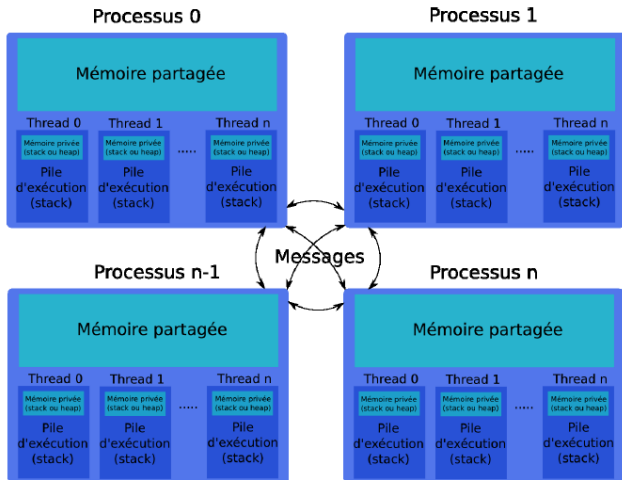 Processus 0
Mémoire partagée
Thread 0 Thread 1 Thread n
Mémoire privée
(stack ou heap)
Pile
d'exécution
(stack)
Mémoire privée
(stack ou heap)
Pile
d'exécution
(stack)
.....
Mémoire privée
(stack ou heap)
Pile
d'exécution
(stack)
Processus 1
Mémoire partagée
Thread 0 Thread 1 Thread n
Mémoire privée
(stack ou heap)
Pile
d'exécution
(stack)
Mémoire privée
(stack ou heap)
Pile
d'exécution
(stack)
.....
Mémoire privée
(stack ou heap)
Pile
d'exécution
(stack)
Messages
Processus n-1
Mémoire partagée
Thread 0 Thread 1 Thread n
Mémoire privée
(stack ou heap)
Pile
d'exécution
(stack)
Mémoire privée
(stack ou heap)
Pile
d'exécution
(stack)
.....
Mémoire privée
(stack ou heap)
Pile
d'exécution
(stack)
Processus n
Mémoire partagée
Thread 0 Thread 1 Thread n
Mémoire privée
(stack ou heap)
Pile
d'exécution
(stack)
Mémoire privée
(stack ou heap)
Pile
d'exécution
(stack)
.....
Mémoire privée
(stack ou heap)
Pile
d'exécution
(stack)